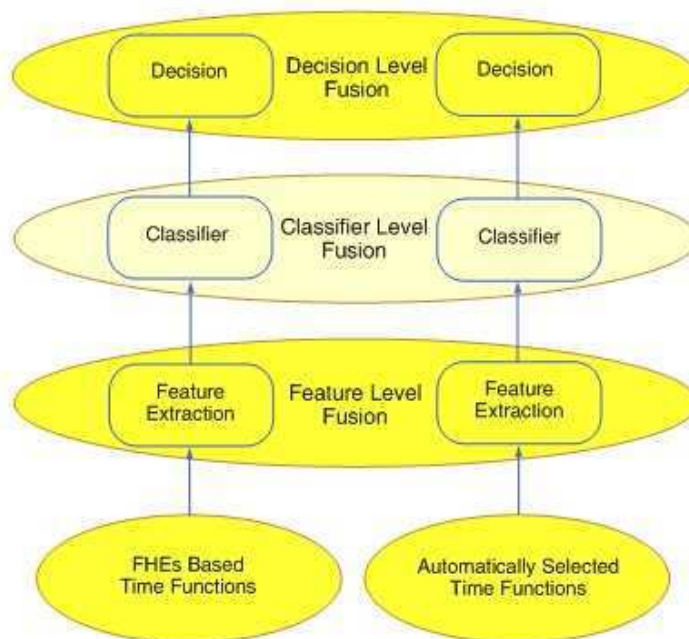 Decision
Decision Level
Fusion
Decision
Classifier
Classifier Level
Fusion
Classifier
Feature
Extraction
Feature Level
Fusion
Feature
Extraction
FHEs Based
Time Functions
Automatically Selected
Time Functions